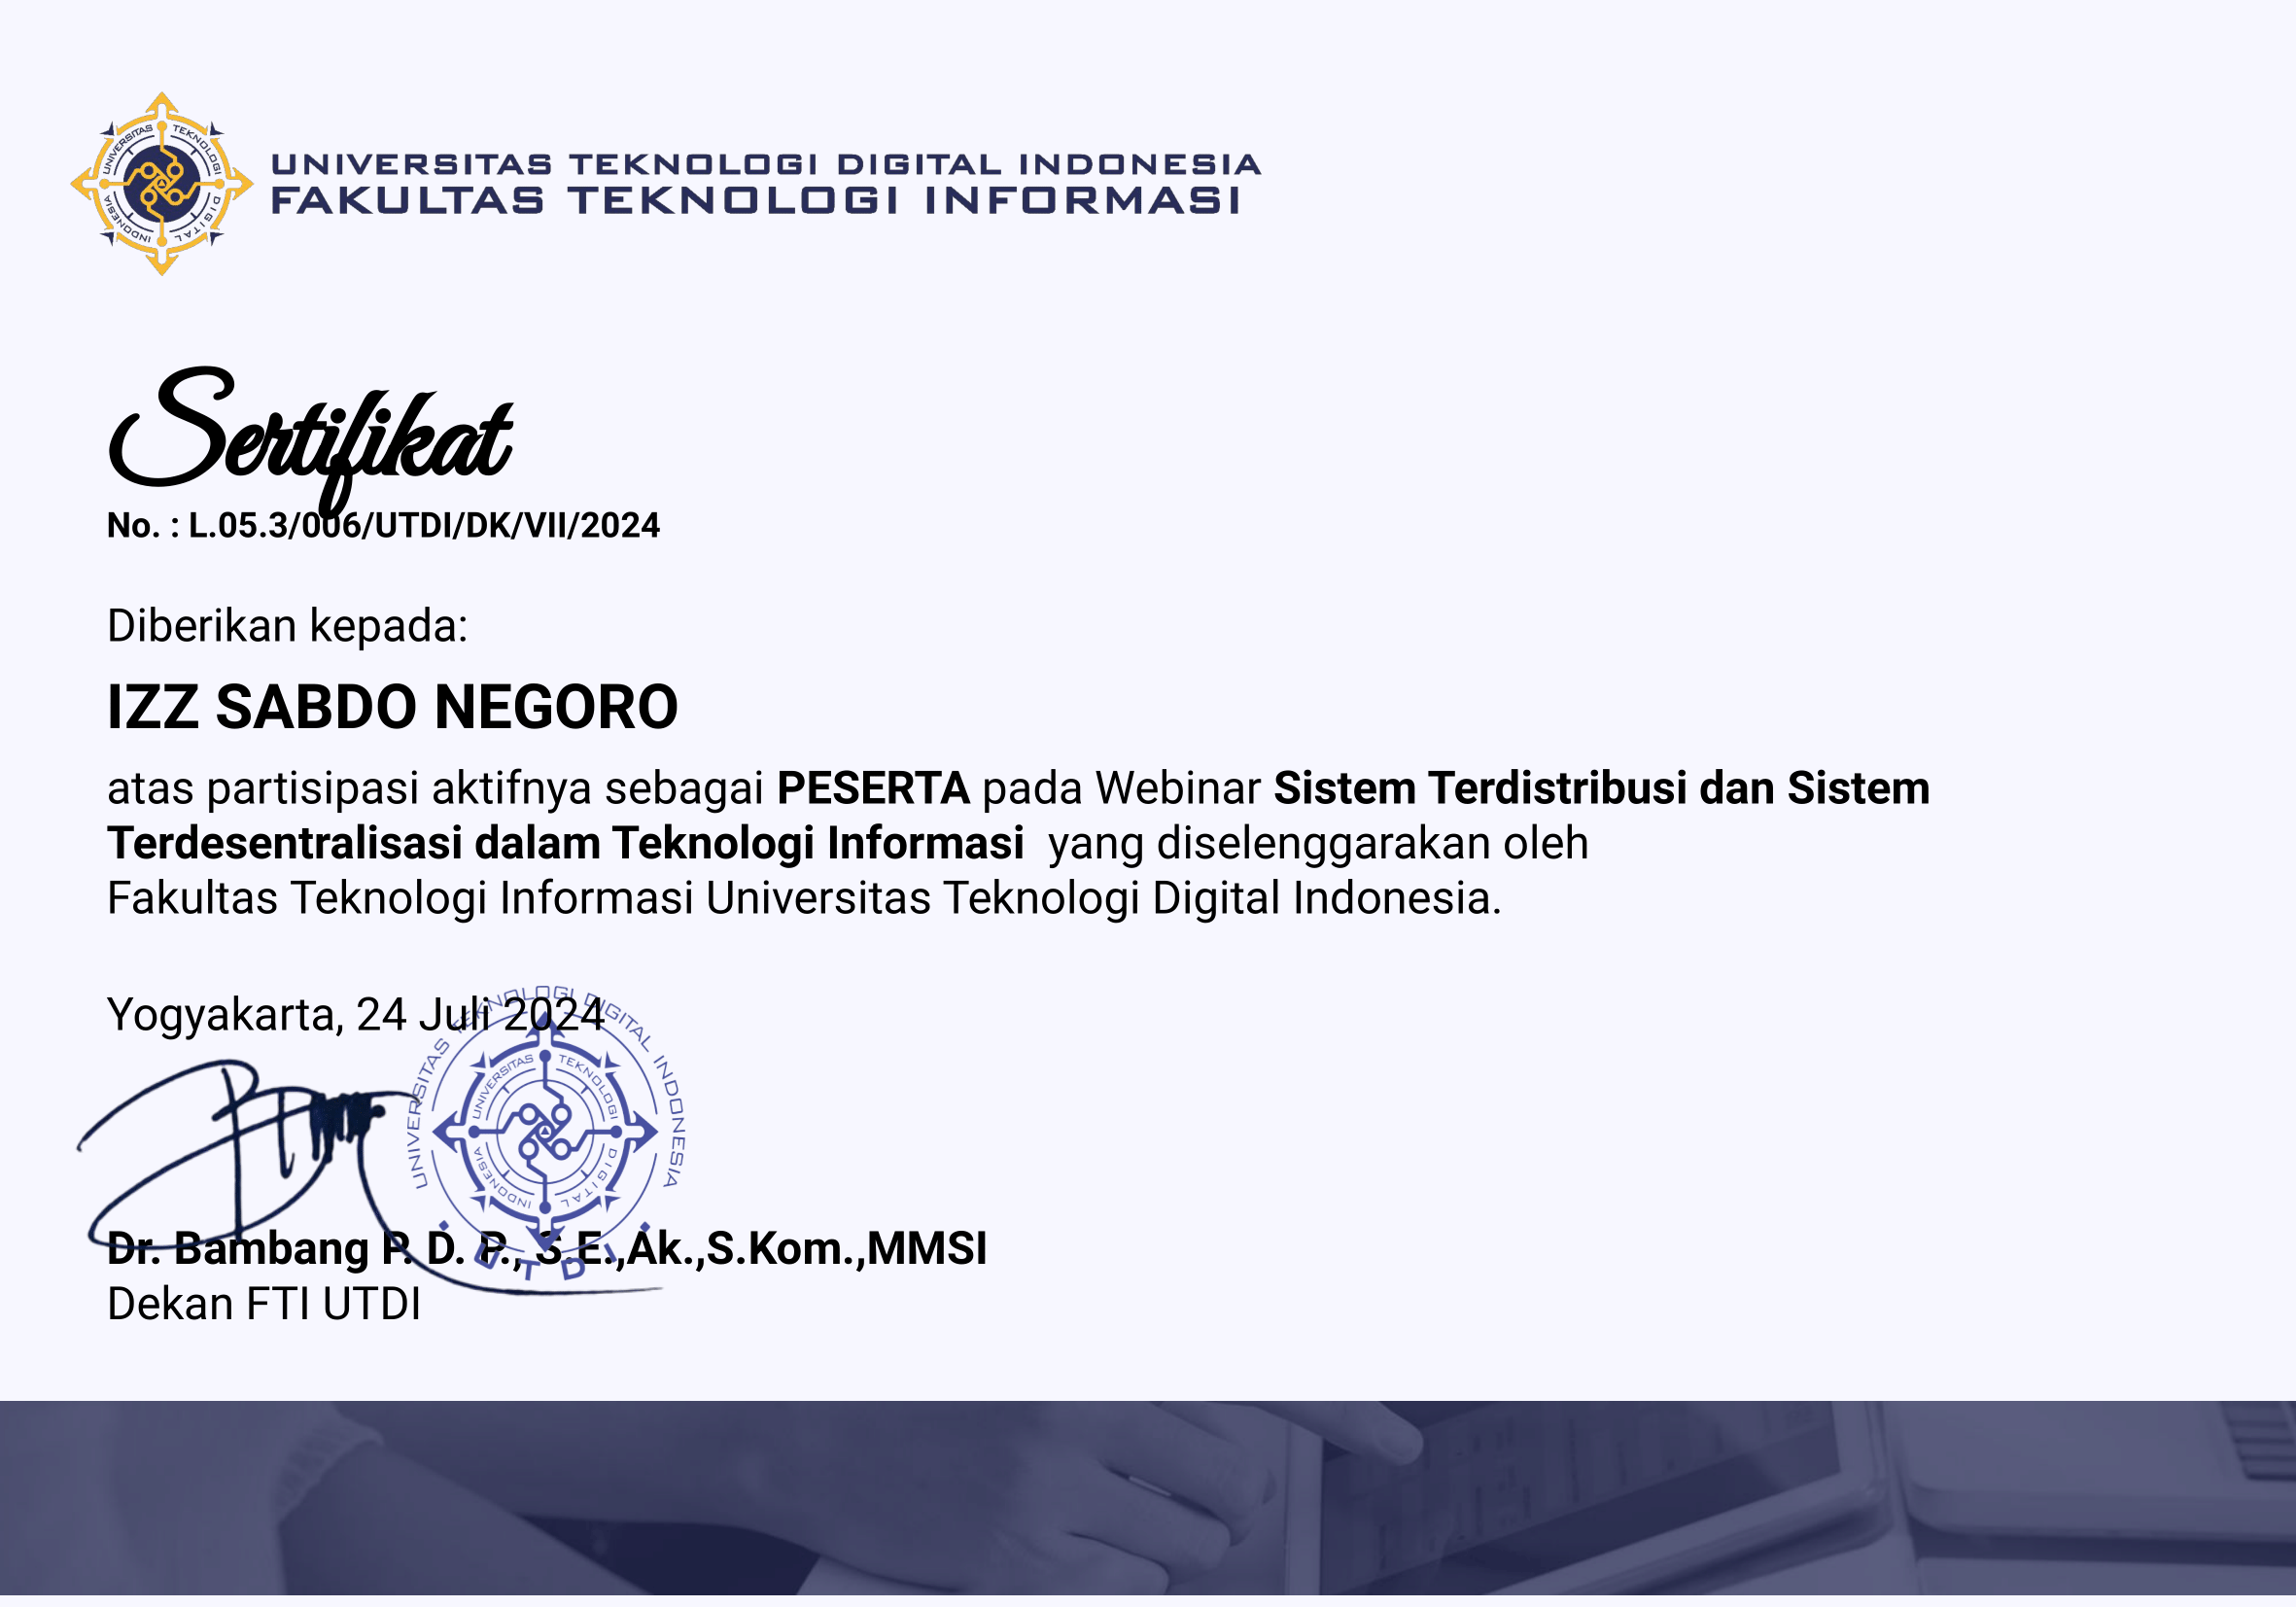 UNIVERSITAS TEKNOLOGI DIGITAL INDONESIA
UNIVERSITAS TEKNOLOGI DIGITAL INDONESIA
FAKULTAS TEKNOLOGI INFORMASI
Sertifikat
No. : L.05.3/006/UTDI/DK/VII/2024
Diberikan kepada:
IZZ SABDO NEGORO
atas partisipasi aktifnya sebagai PESERTA pada Webinar Sistem Terdistribusi dan Sistem
Terdesentralisasi dalam Teknologi Informasi yang diselenggarakan oleh
Fakultas Teknologi Informasi Universitas Teknologi Digital Indonesia.
Yogyakarta, 24 Juli 2024
UNIVERSITAS TEKNOLOGI DIGITAL INDONESIA
UNIVERSITAS TEKNOLOGI DIGITAL INDONESIA
UTDI
Dr. Bambang P. D. P., S.E.,Ak.,S.Kom.,MMSI
Dekan FTI UTDI